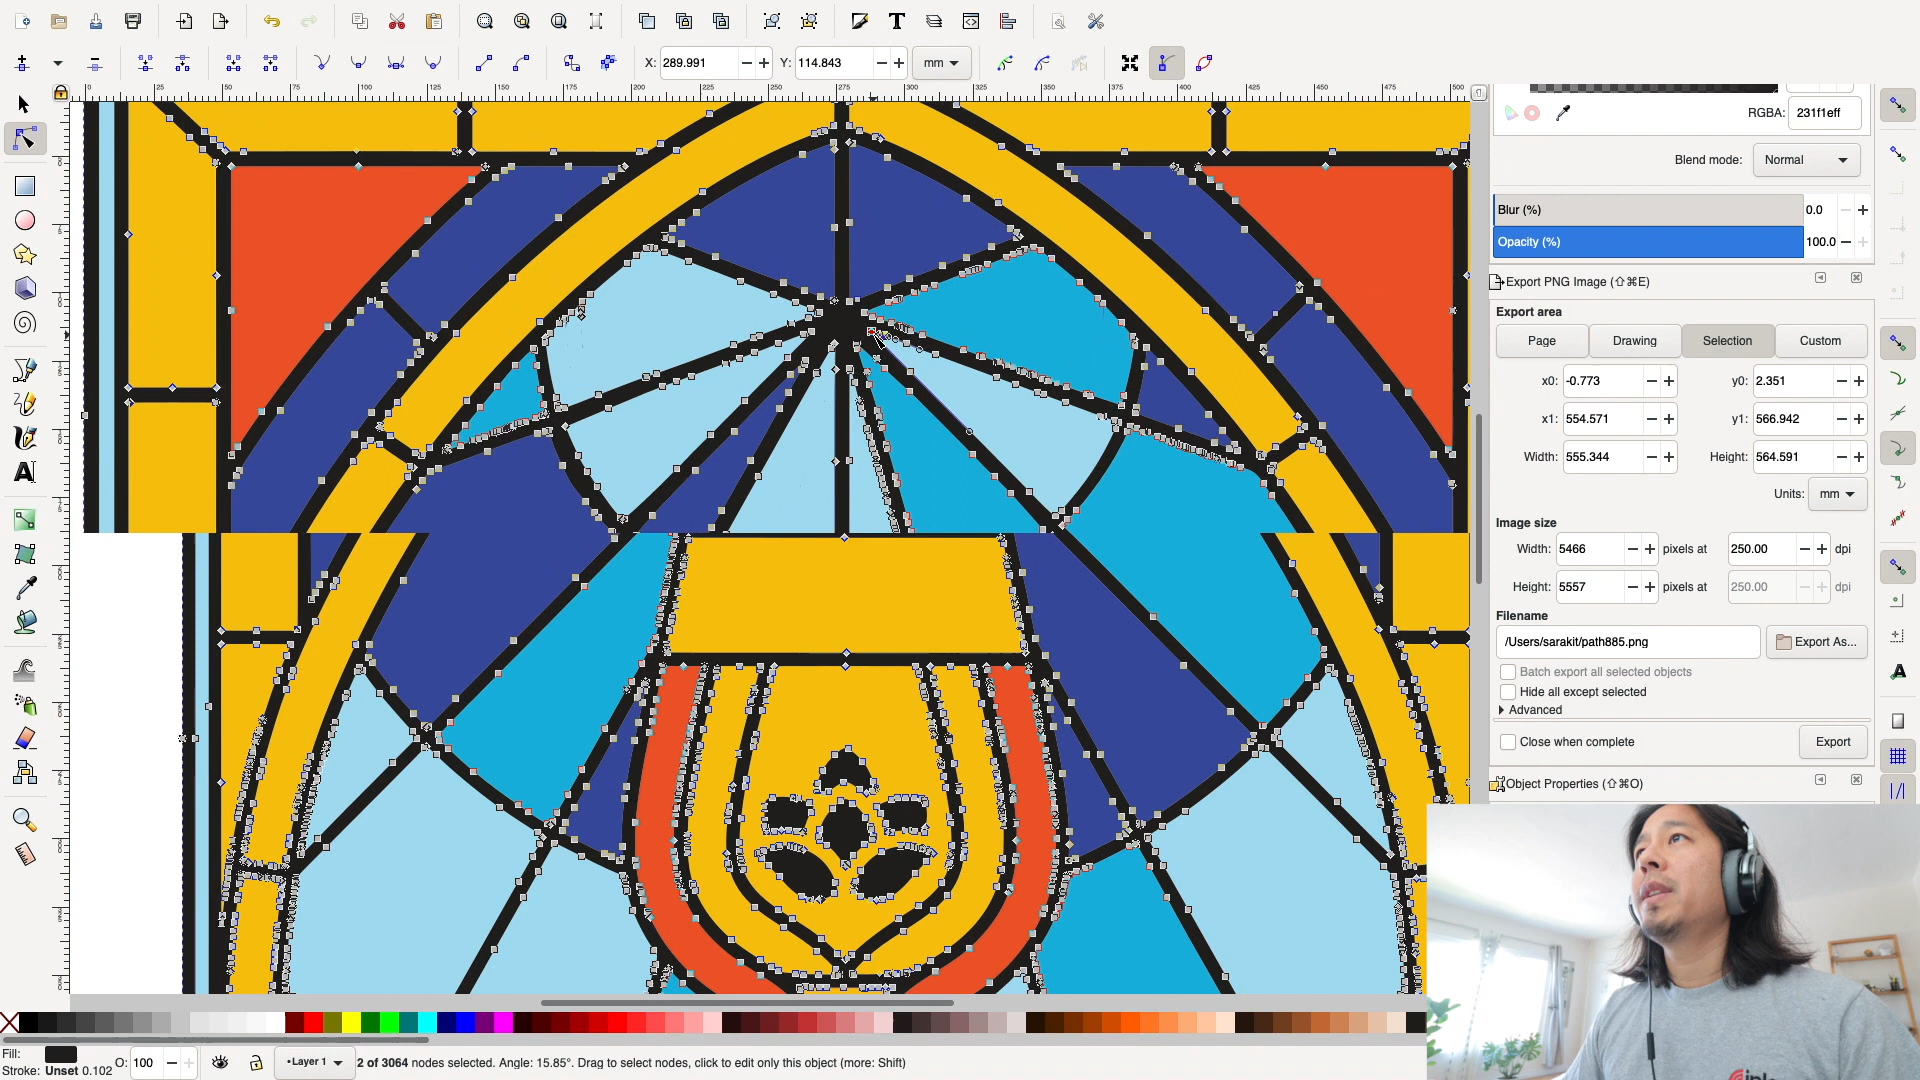 X: 289.991
Y: 114.843
mm
RGBA: 231f1eff
Blend mode: Normal
Blur (%) 0.0
Opacity (%) 100.0
Export PNG Image (⇧⌘E)
Export area
Page Drawing Selection Custom
x0: -0.773 y0: 2.351
x1: 554.571 y1: 566.942
Width: 555.344 Height: 564.591
Units: mm
Image size
Width: 5466 pixels at 250.00 dpi
Height: 5557 pixels at 250.00 dpi
Filename
/Users/sarakit/path885.png Export As...
Batch export all selected objects
Hide all except selected
Advanced
Close when complete Export
Object Properties (⇧⌘O)
Fill:
Stroke: Unset 0.102
O: 100
•Layer 1
2 of 3064 nodes selected. Angle: 15.85°. Drag to select nodes, click to edit only this object (more: Shift)